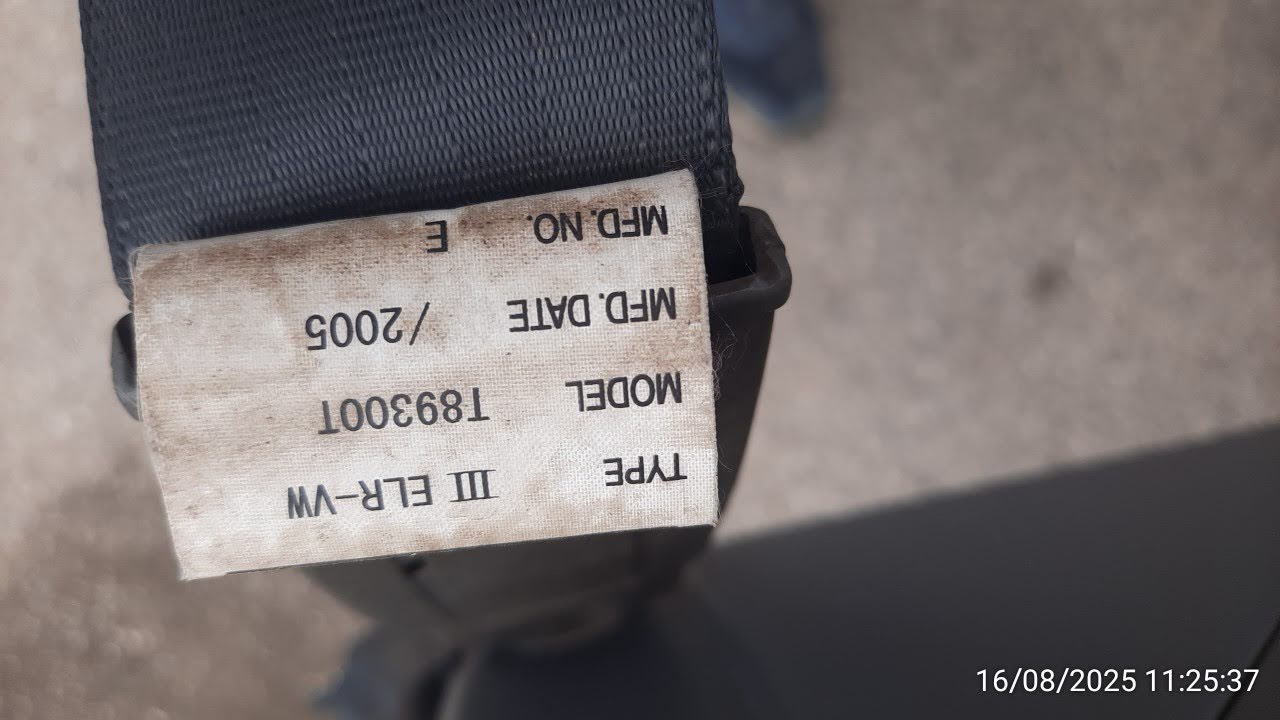 TYPE III ELR-VW
MODEL T89300T
MFD. DATE /2005
MFD. NO. E
16/08/2025 11:25:37